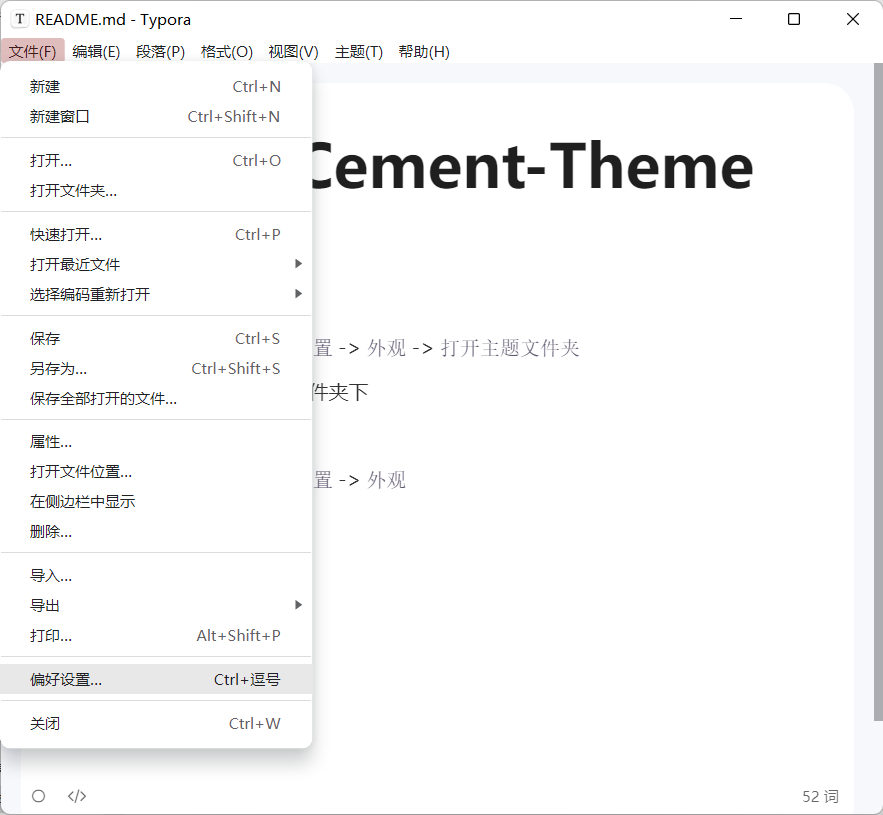 T README.md - Typora
文件(F) 编辑(E) 段落(P) 格式(O) 视图(V) 主题(T) 帮助(H)
新建 Ctrl+N
新建窗口 Ctrl+Shift+N
打开... Ctrl+O
打开文件夹...
快速打开... Ctrl+P
打开最近文件
选择编码重新打开
保存 Ctrl+S
另存为... Ctrl+Shift+S
保存全部打开的文件...
属性...
打开文件位置...
在侧边栏中显示
删除...
导入...
导出
打印... Alt+Shift+P
偏好设置... Ctrl+逗号
关闭 Ctrl+W
Cement-Theme
置 -> 外观 -> 打开主题文件夹
件夹下
置 -> 外观
</> 52 词